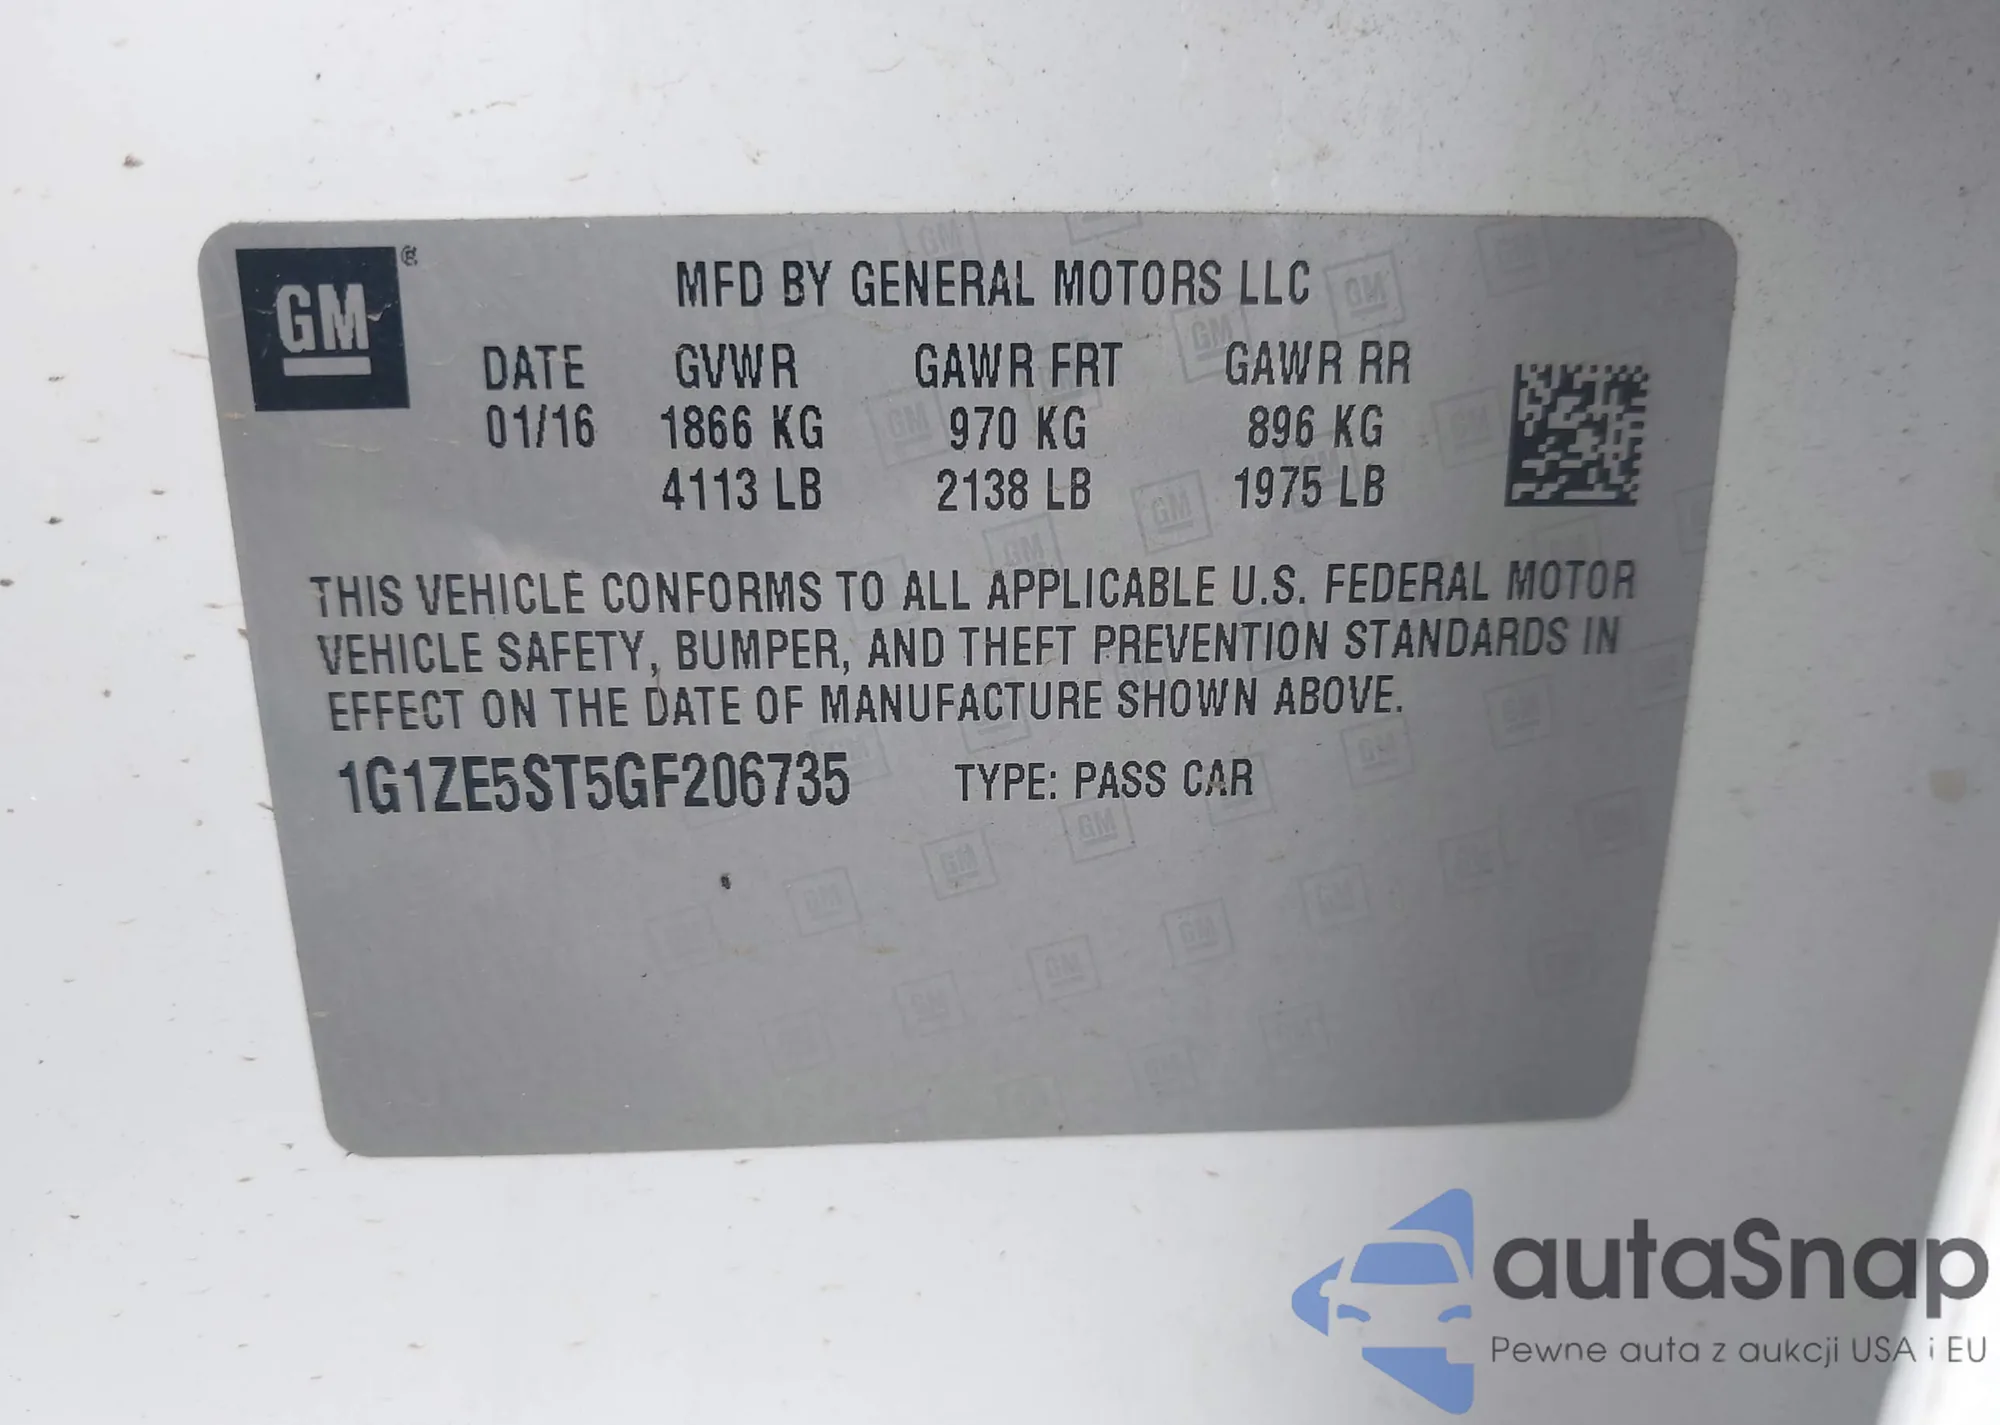 GM®
MFD BY GENERAL MOTORS LLC
DATE GVWR GAWR FRT GAWR RR
01/16 1866 KG 970 KG 896 KG
4113 LB 2138 LB 1975 LB
THIS VEHICLE CONFORMS TO ALL APPLICABLE U.S. FEDERAL MOTOR
VEHICLE SAFETY, BUMPER, AND THEFT PREVENTION STANDARDS IN
EFFECT ON THE DATE OF MANUFACTURE SHOWN ABOVE.
1G1ZE5ST5GF206735 TYPE: PASS CAR
autaSnap
Pewne auta z aukcji USA i EU